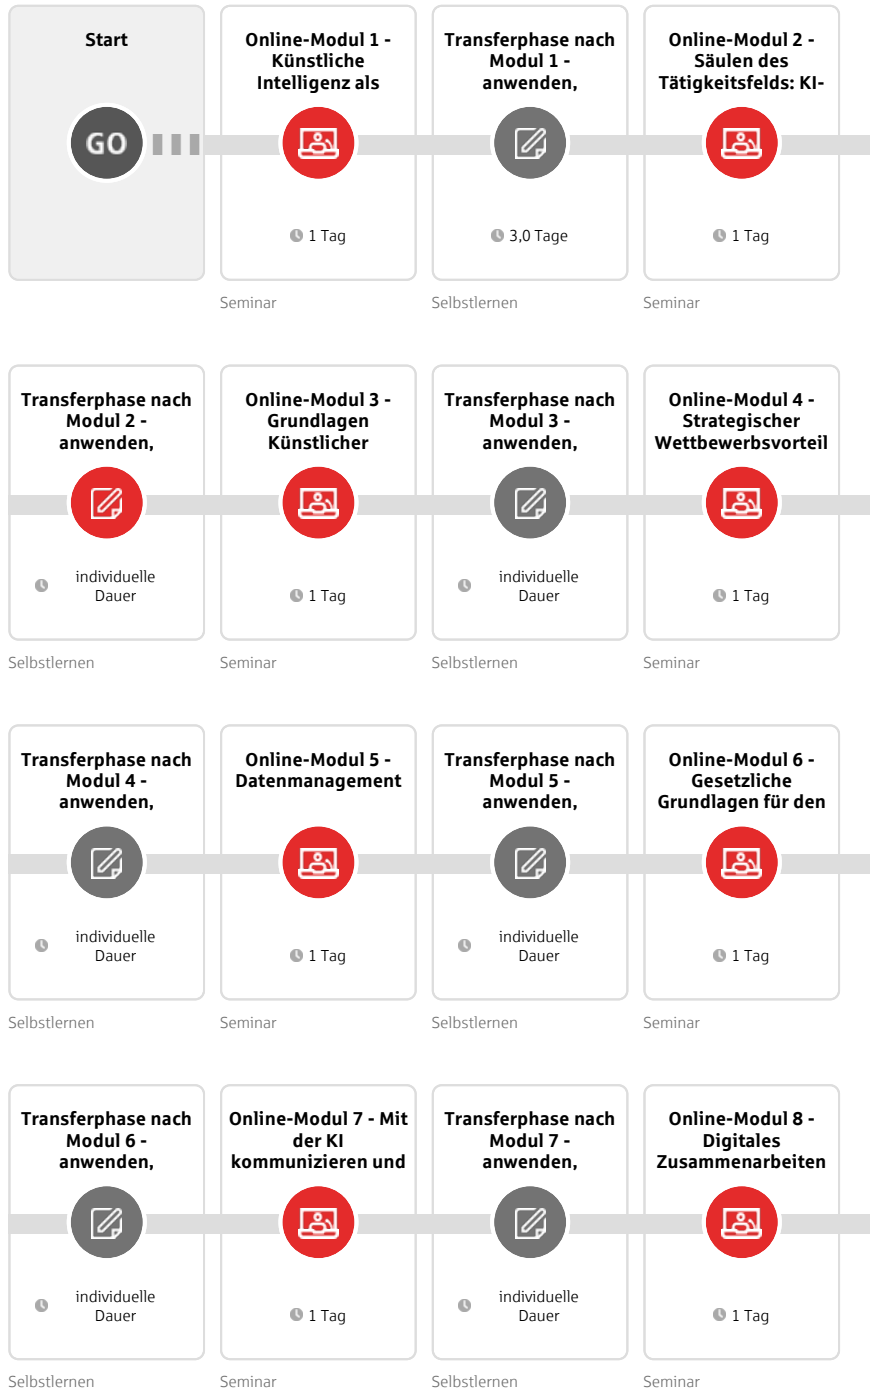 Start
GO
Online-Modul 1 -
Künstliche
Intelligenz als
1 Tag
Seminar
Transferphase nach
Modul 1 -
anwenden,
3,0 Tage
Selbstlernen
Online-Modul 2 -
Säulen des
Tätigkeitsfelds: KI-
1 Tag
Seminar
Transferphase nach
Modul 2 -
anwenden,
individuelle
Dauer
Selbstlernen
Online-Modul 3 -
Grundlagen
Künstlicher
1 Tag
Seminar
Transferphase nach
Modul 3 -
anwenden,
individuelle
Dauer
Selbstlernen
Online-Modul 4 -
Strategischer
Wettbewerbsvorteil
1 Tag
Seminar
Transferphase nach
Modul 4 -
anwenden,
individuelle
Dauer
Selbstlernen
Online-Modul 5 -
Datenmanagement
1 Tag
Seminar
Transferphase nach
Modul 5 -
anwenden,
individuelle
Dauer
Selbstlernen
Online-Modul 6 -
Gesetzliche
Grundlagen für den
1 Tag
Seminar
Transferphase nach
Modul 6 -
anwenden,
individuelle
Dauer
Selbstlernen
Online-Modul 7 - Mit
der KI
kommunizieren und
1 Tag
Seminar
Transferphase nach
Modul 7 -
anwenden,
individuelle
Dauer
Selbstlernen
Online-Modul 8 -
Digitales
Zusammenarbeiten
1 Tag
Seminar